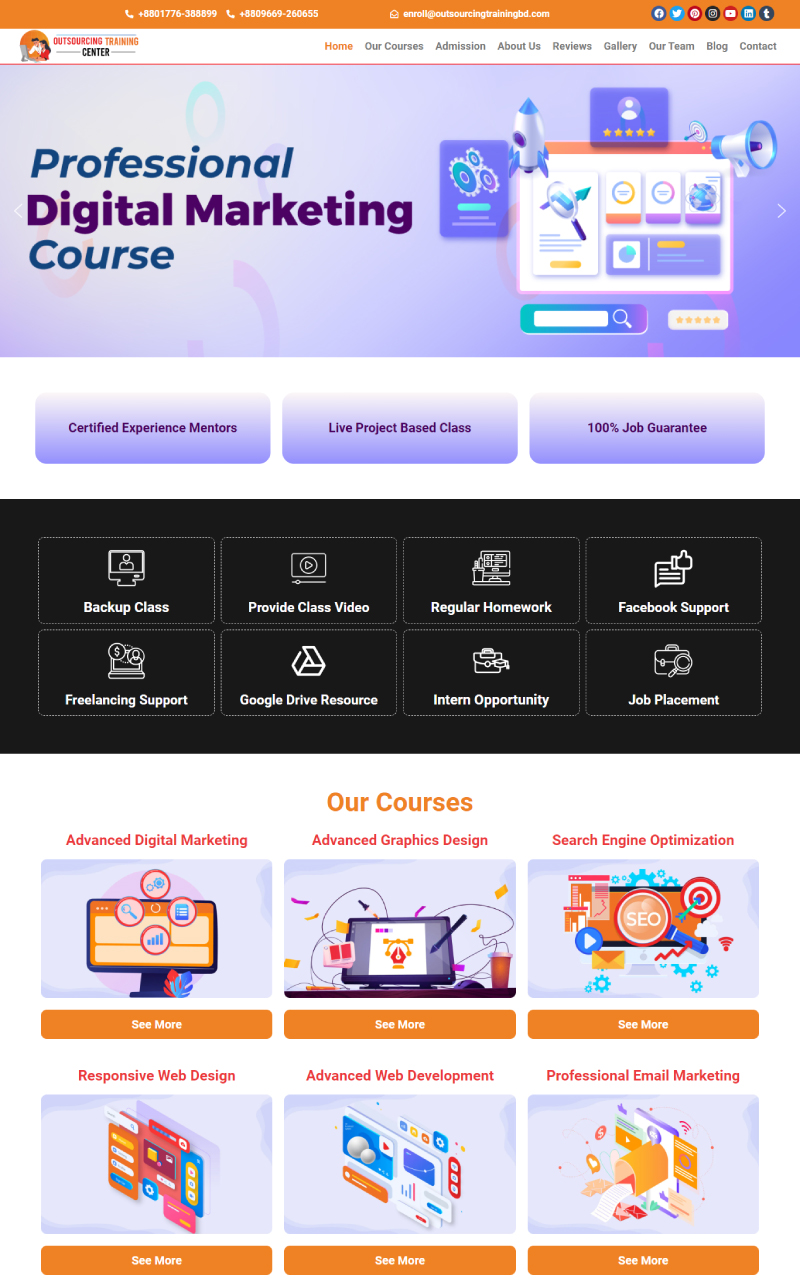 +8801776-388899 +8809669-260655 enroll@outsourcingtrainingbd.com
OUTSOURCING TRAINING
CENTER
Home Our Courses Admission About Us Reviews Gallery Our Team Blog Contact
Professional
Digital Marketing
Course
Certified Experience Mentors Live Project Based Class 100% Job Guarantee
Backup Class Provide Class Video Regular Homework Facebook Support
Freelancing Support Google Drive Resource Intern Opportunity Job Placement
Our Courses
Advanced Digital Marketing Advanced Graphics Design Search Engine Optimization
SEO
See More See More See More
Responsive Web Design Advanced Web Development Professional Email Marketing
See More See More See More